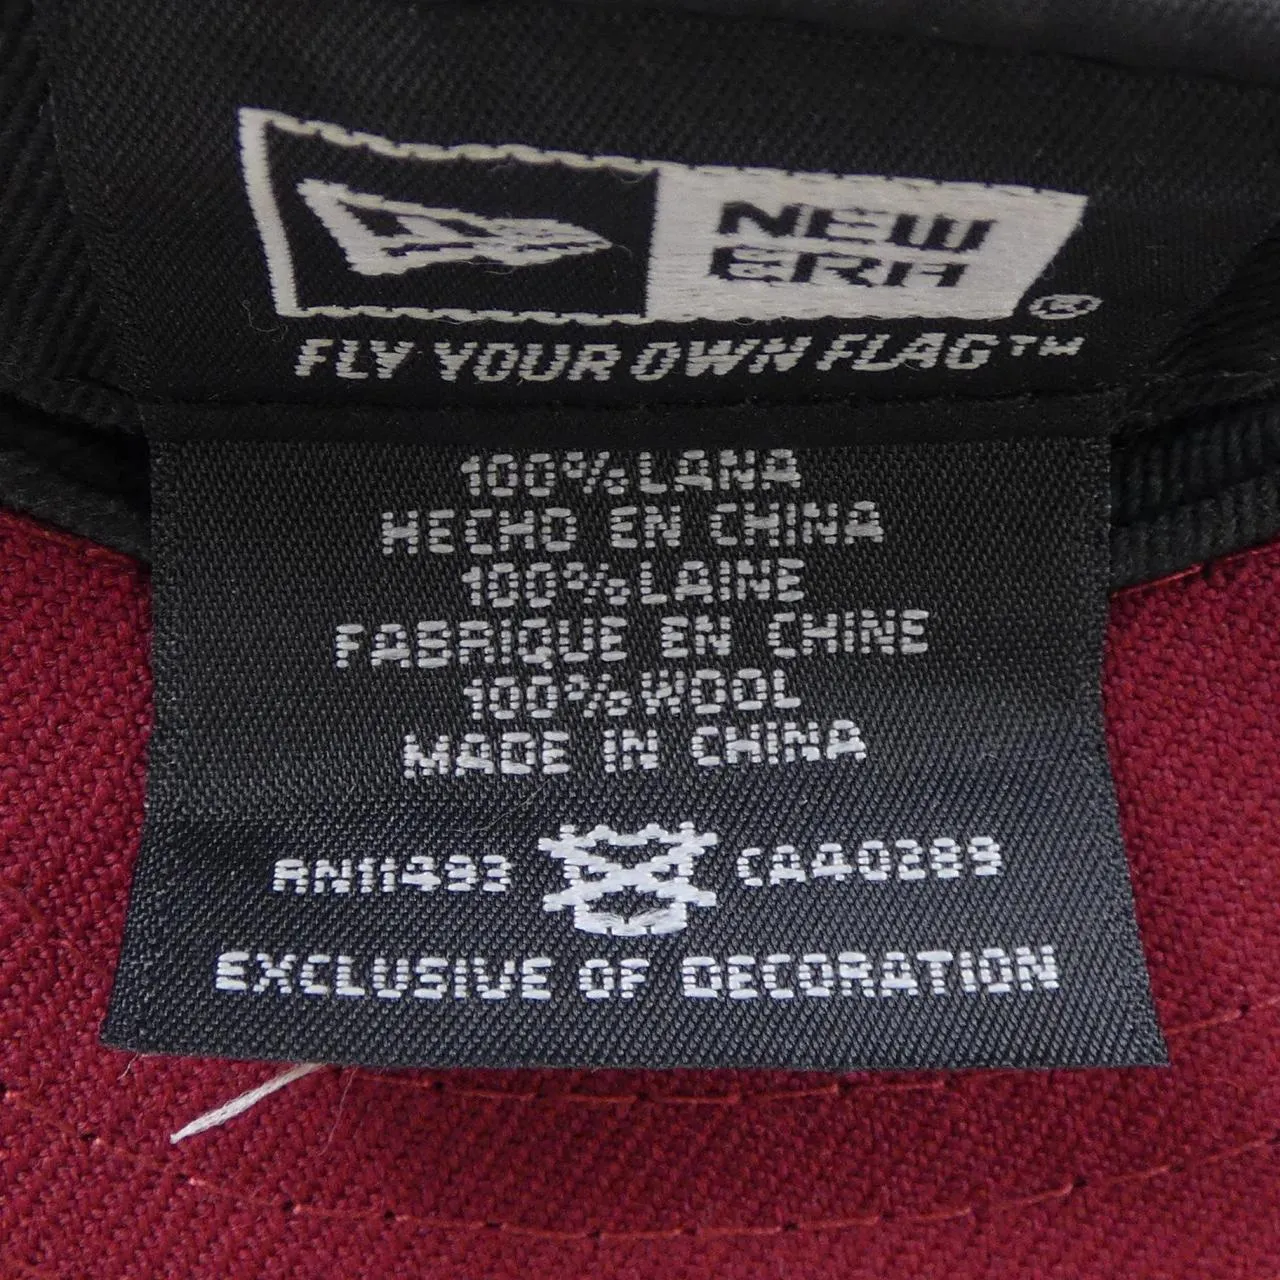 NEW
ERA ®
FLY YOUR OWN FLAG™
100% LANA
HECHO EN CHINA
100% LAINE
FABRIQUE EN CHINE
100% WOOL
MADE IN CHINA
RN11493 CA40289
EXCLUSIVE OF DECORATION